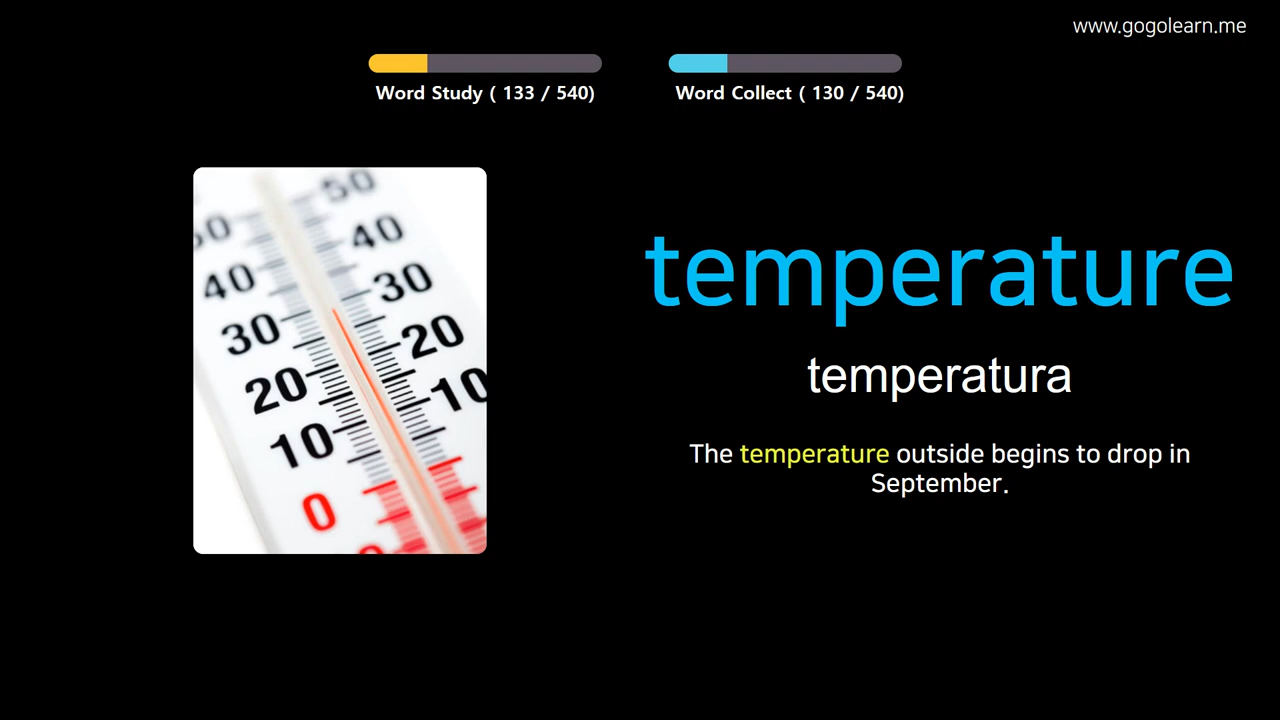 www.gogolearn.me
Word Study ( 133 / 540)
Word Collect ( 130 / 540)
50
50
40
40
30
30
20
20
10
10
0
temperature
temperatura
The temperature outside begins to drop in
September.